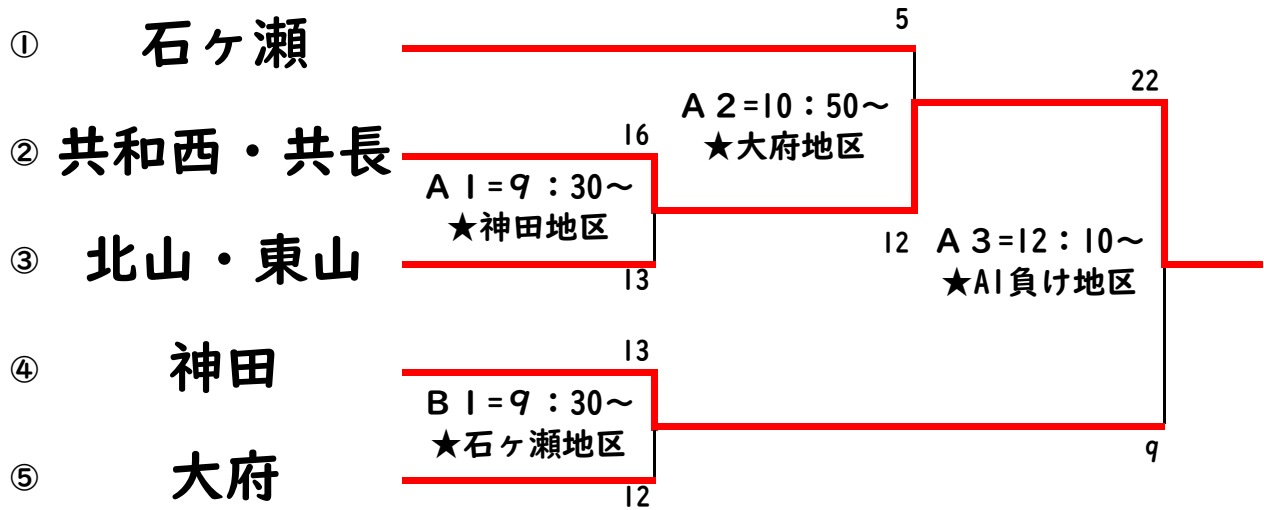 ① 石ヶ瀬
5
22
A2=10:50～
★大府地区
② 共和西・共長
16
A1=9:30～
★神田地区
③ 北山・東山
13
12
A3=12:10～
★A1負け地区
④ 神田
13
B1=9:30～
★石ヶ瀬地区
9
⑤ 大府
12